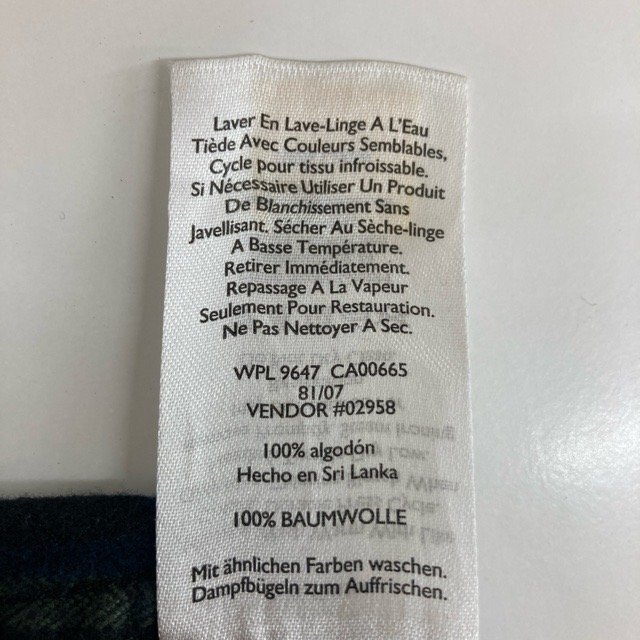 Laver En Lave-Linge A L'Eau
Tiède Avec Couleurs Semblables,
Cycle pour tissu infroissable.
Si Nécessaire Utiliser Un Produit
De Blanchissement Sans
Javellisant. Sécher Au Sèche-linge
A Basse Température.
Retirer Immédiatement.
Repassage A La Vapeur
Seulement Pour Restauration.
Ne Pas Nettoyer A Sec.
WPL 9647 CA00665
81/07
VENDOR #02958
100% algodón
Hecho en Sri Lanka
100% BAUMWOLLE
Mit ähnlichen Farben waschen.
Dampfbügeln zum Auffrischen.